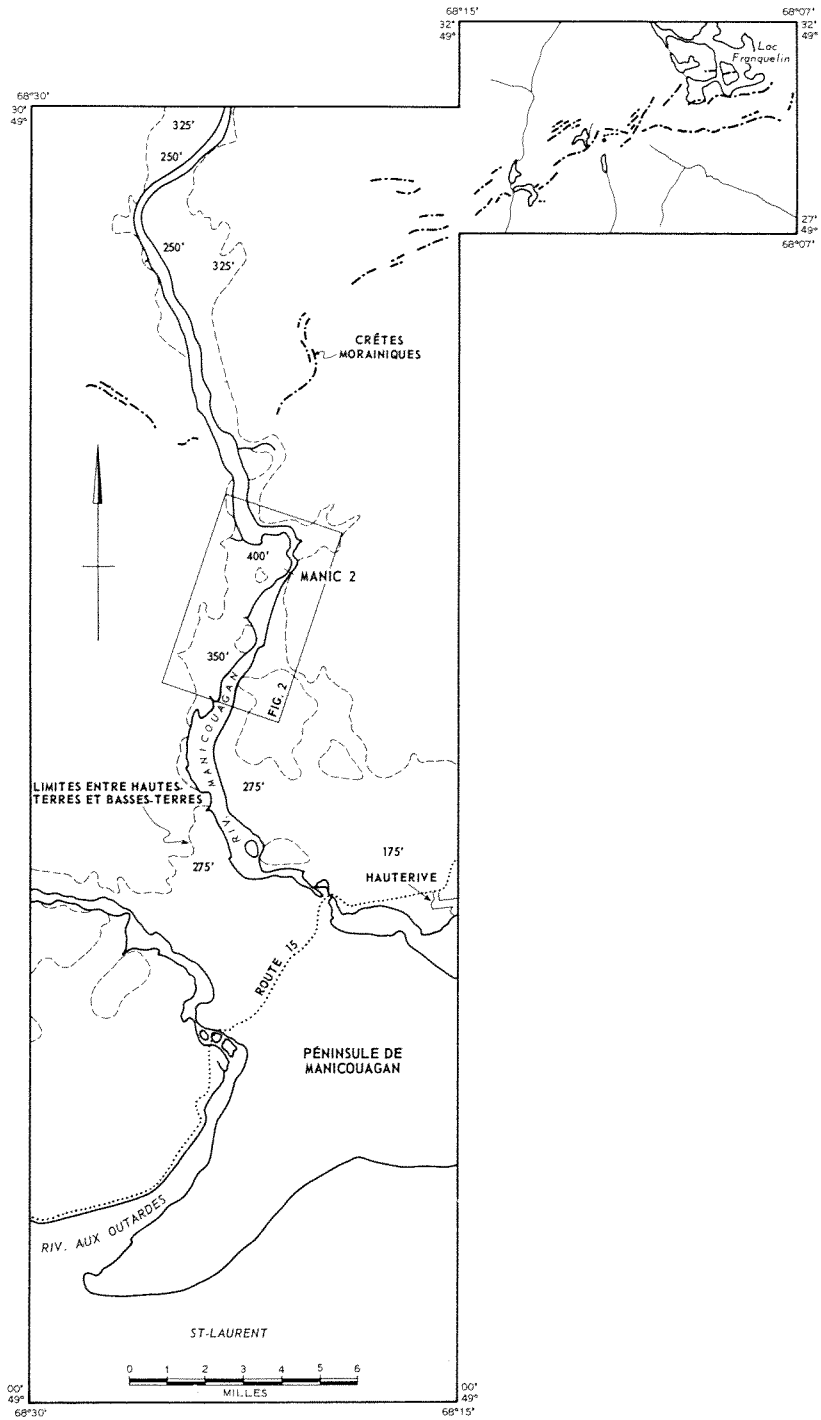 68°15'
68°07'
32'
49°
32'
49°
Lac
Franquelin
68°30'
30'
49°
325'
250'
27'
49°
68°07'
250'
325'
CRÊTES
MORAINIQUES
400'
MANIC 2
350'
FIG. 2
RIV. MANICOUAGAN
275'
LIMITES ENTRE HAUTES-
TERRES ET BASSES-TERRES
275'
175'
HAUTERIVE
ROUTE 15
PÉNINSULE DE
MANICOUAGAN
RIV. AUX OUTARDES
ST-LAURENT
0 1 2 3 4 5 6
MILLES
00'
49°
68°30'
00'
49°
68°15'